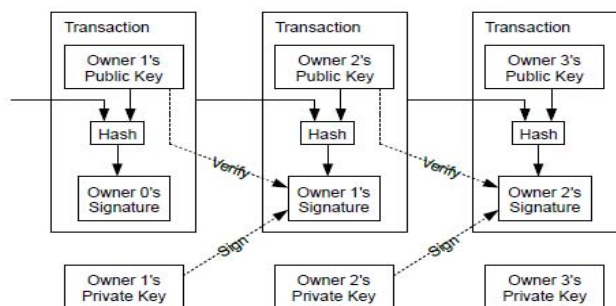 Transaction
Owner 1's
Public Key
Hash
Owner 0's
Signature
Transaction
Owner 2's
Public Key
Hash
Verify
Owner 1's
Signature
Transaction
Owner 3's
Public Key
Hash
Verify
Owner 2's
Signature
Owner 1's
Private Key
Sign
Owner 2's
Private Key
Sign
Owner 3's
Private Key